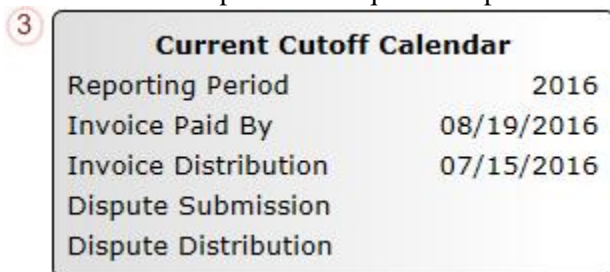 3
Current Cutoff Calendar
Reporting Period 2016
Invoice Paid By 08/19/2016
Invoice Distribution 07/15/2016
Dispute Submission
Dispute Distribution